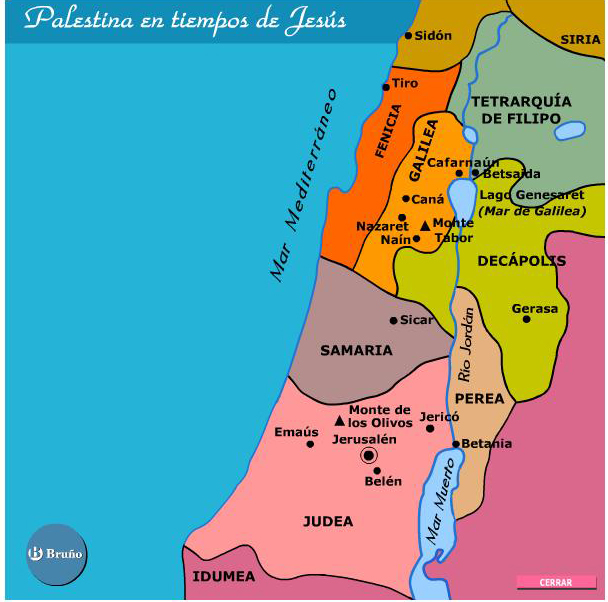 Palestina en tiempos de Jesús
Sidón
SIRIA
Tiro
TETRARQUÍA
DE FILIPO
FENICIA
GALILEA
Mar Mediterráneo
Cafarnaún
Betsaida
Caná
Lago Genesaret
(Mar de Galilea)
Nazaret
Monte
Tabor
Naín
DECÁPOLIS
Gerasa
Sicar
Río Jordán
SAMARIA
PEREA
Monte de
los Olivos
Jericó
Emaús
Jerusalén
Betania
Belén
Mar Muerto
JUDEA
Bruño
IDUMEA
CERRAR